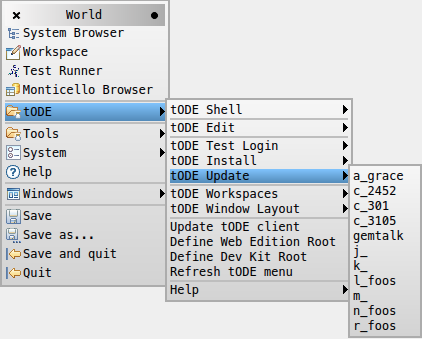 World
System Browser
Workspace
Test Runner
Monticello Browser
tODE
Tools
System
Help
Windows
Save
Save as...
Save and quit
Quit
tODE Shell
tODE Edit
tODE Test Login
tODE Install
tODE Update
tODE Workspaces
tODE Window Layout
Update tODE client
Define Web Edition Root
Define Dev Kit Root
Refresh tODE menu
Help
a_grace
c_2452
c_301
c_3105
gemtalk
j_
k_
l_foos
m_
n_foos
r_foos